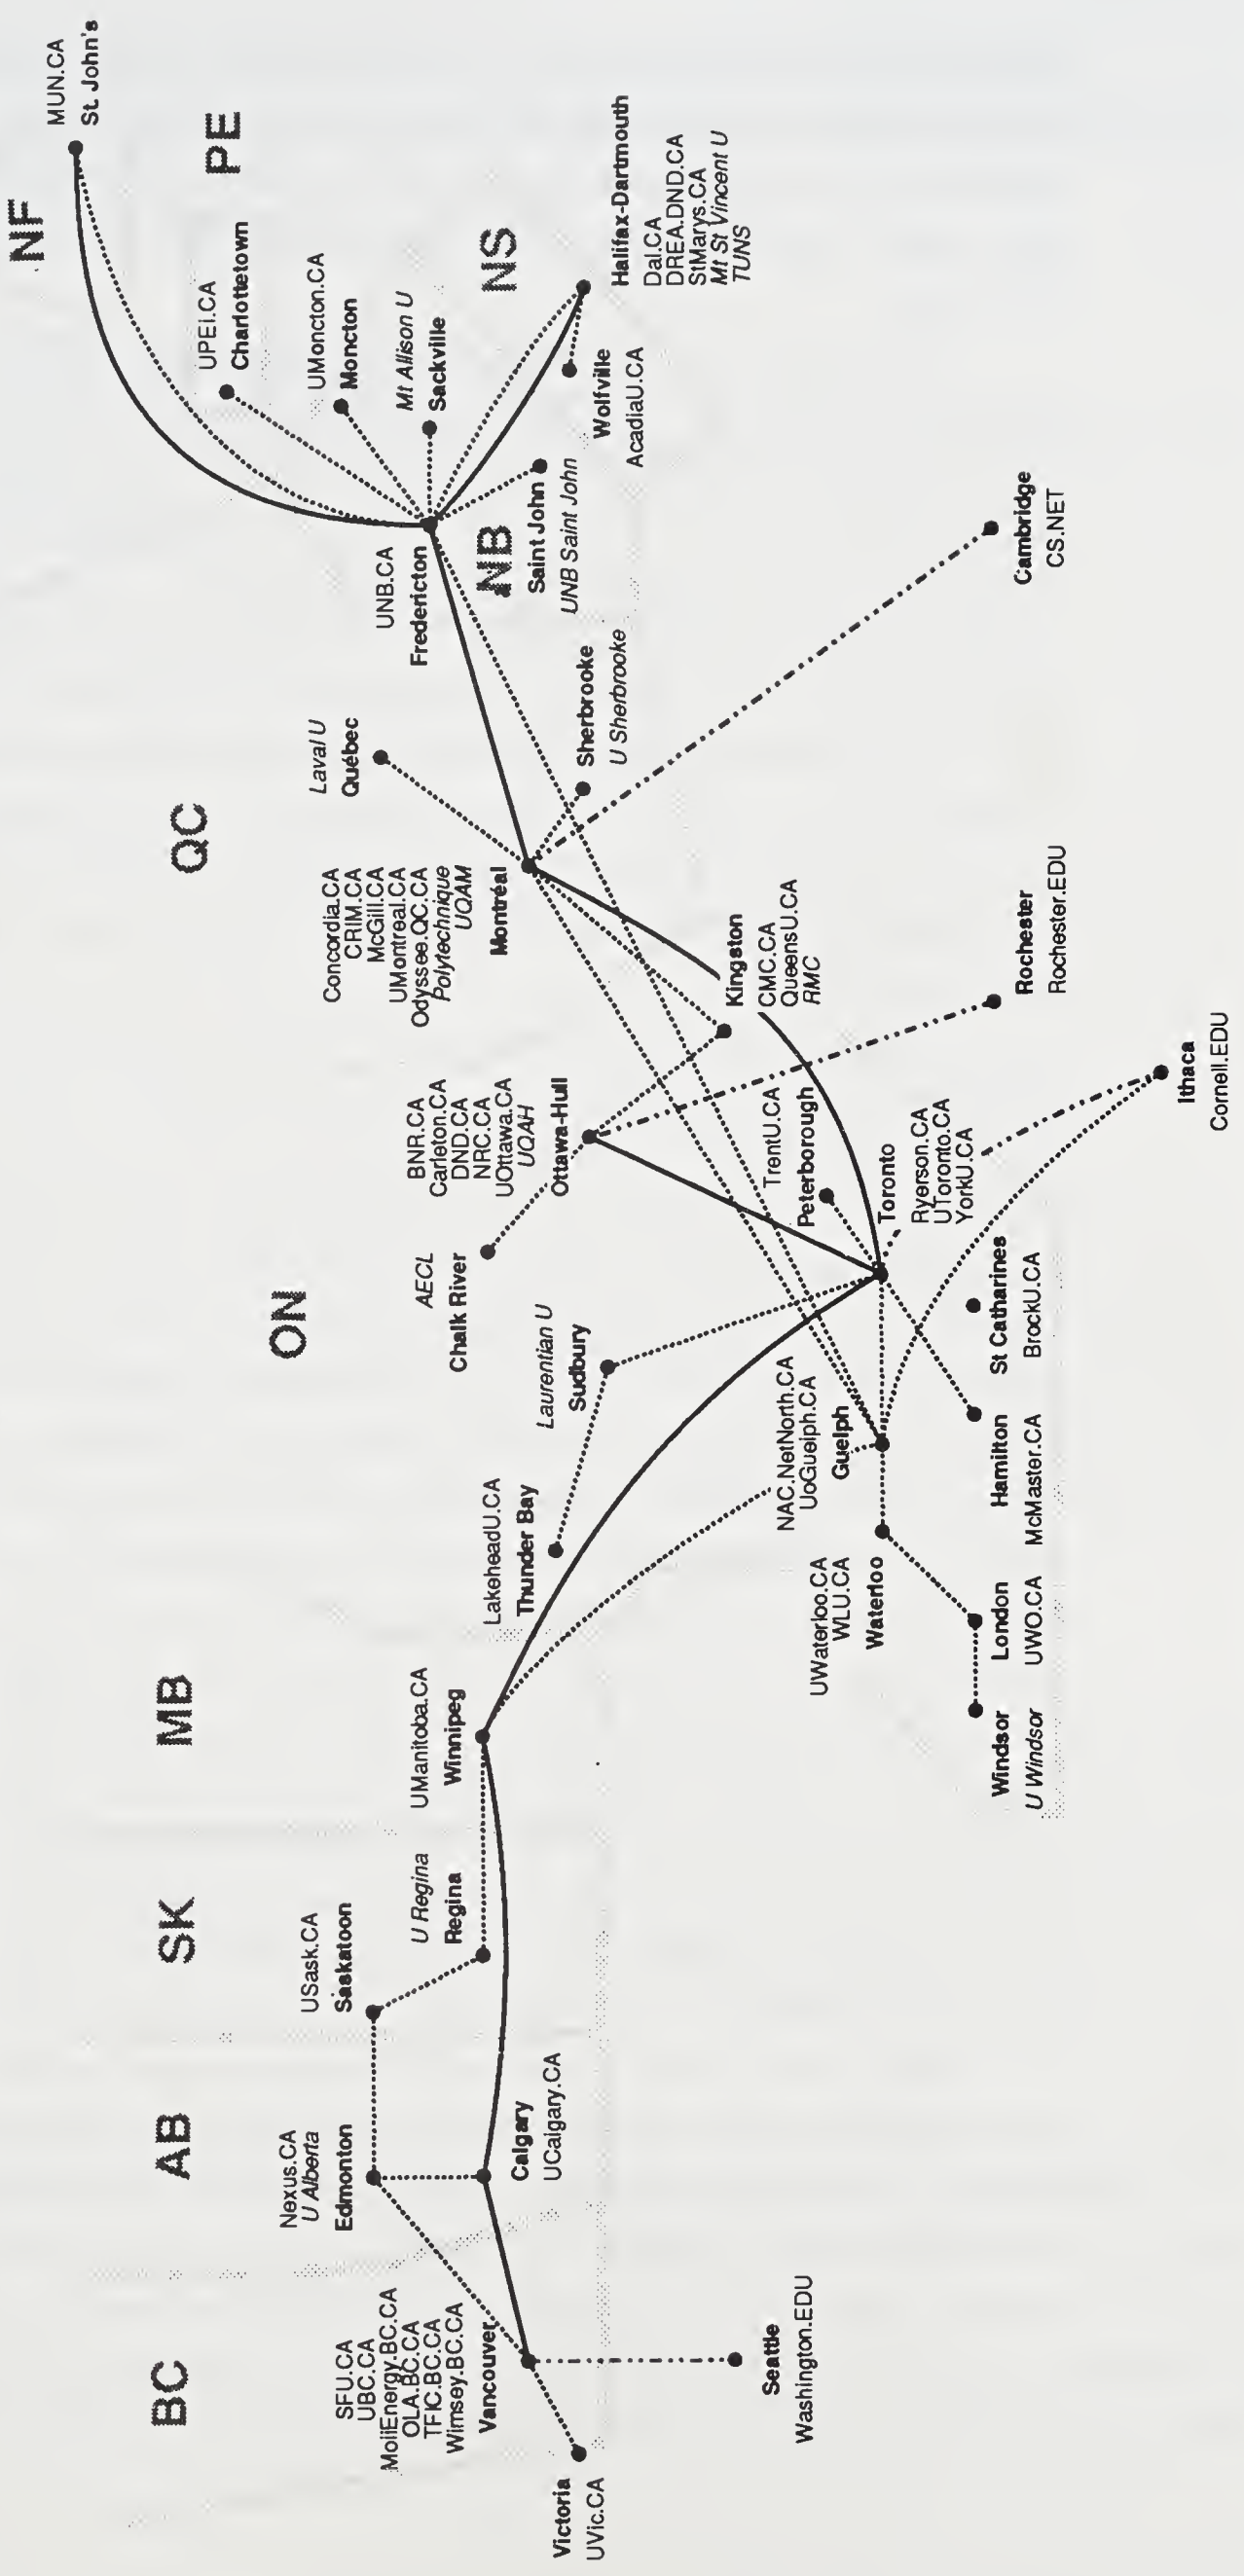 BC
AB
SK
MB
ON
QC
NB
NS
PE
NF
Victoria
UVic.CA
SFU.CA
UBC.CA
MoliEnergy.BC.CA
OLA.BC.CA
TFIC.BC.CA
Wimsey.BC.CA
Vancouver
Seattle
Washington.EDU
Nexus.CA
U Alberta
Edmonton
Calgary
UCalgary.CA
USask.CA
Saskatoon
U Regina
Regina
UManitoba.CA
Winnipeg
LakeheadU.CA
Thunder Bay
Laurentian U
Sudbury
Windsor
U Windsor
London
UWO.CA
UWaterloo.CA
WLU.CA
Waterloo
NAC.NetNorth.CA
UoGuelph.CA
Guelph
Hamilton
McMaster.CA
St Catharines
BrockU.CA
Toronto
Ryerson.CA
UToronto.CA
YorkU.CA
TrentU.CA
Peterborough
AECL
Chalk River
BNR.CA
Carleton.CA
DND.CA
NRC.CA
UOttawa.CA
UQAH
Ottawa-Hull
Kingston
CMC.CA
QueensU.CA
RMC
Ithaca
Cornell.EDU
Rochester
Rochester.EDU
Concordia.CA
CRIM.CA
McGill.CA
UMontreal.CA
Odyssee.QC.CA
Polytechnique
UQAM
Montréal
Laval U
Québec
Sherbrooke
U Sherbrooke
Cambridge
CS.NET
UNB.CA
Fredericton
Saint John
UNB Saint John
Mt Allison U
Sackville
UMoncton.CA
Moncton
UPEI.CA
Charlottetown
Wolfville
AcadiaU.CA
Halifax-Dartmouth
Dal.CA
DREA.DND.CA
StMarys.CA
Mt St Vincent U
TUNS
MUN.CA
St. John's